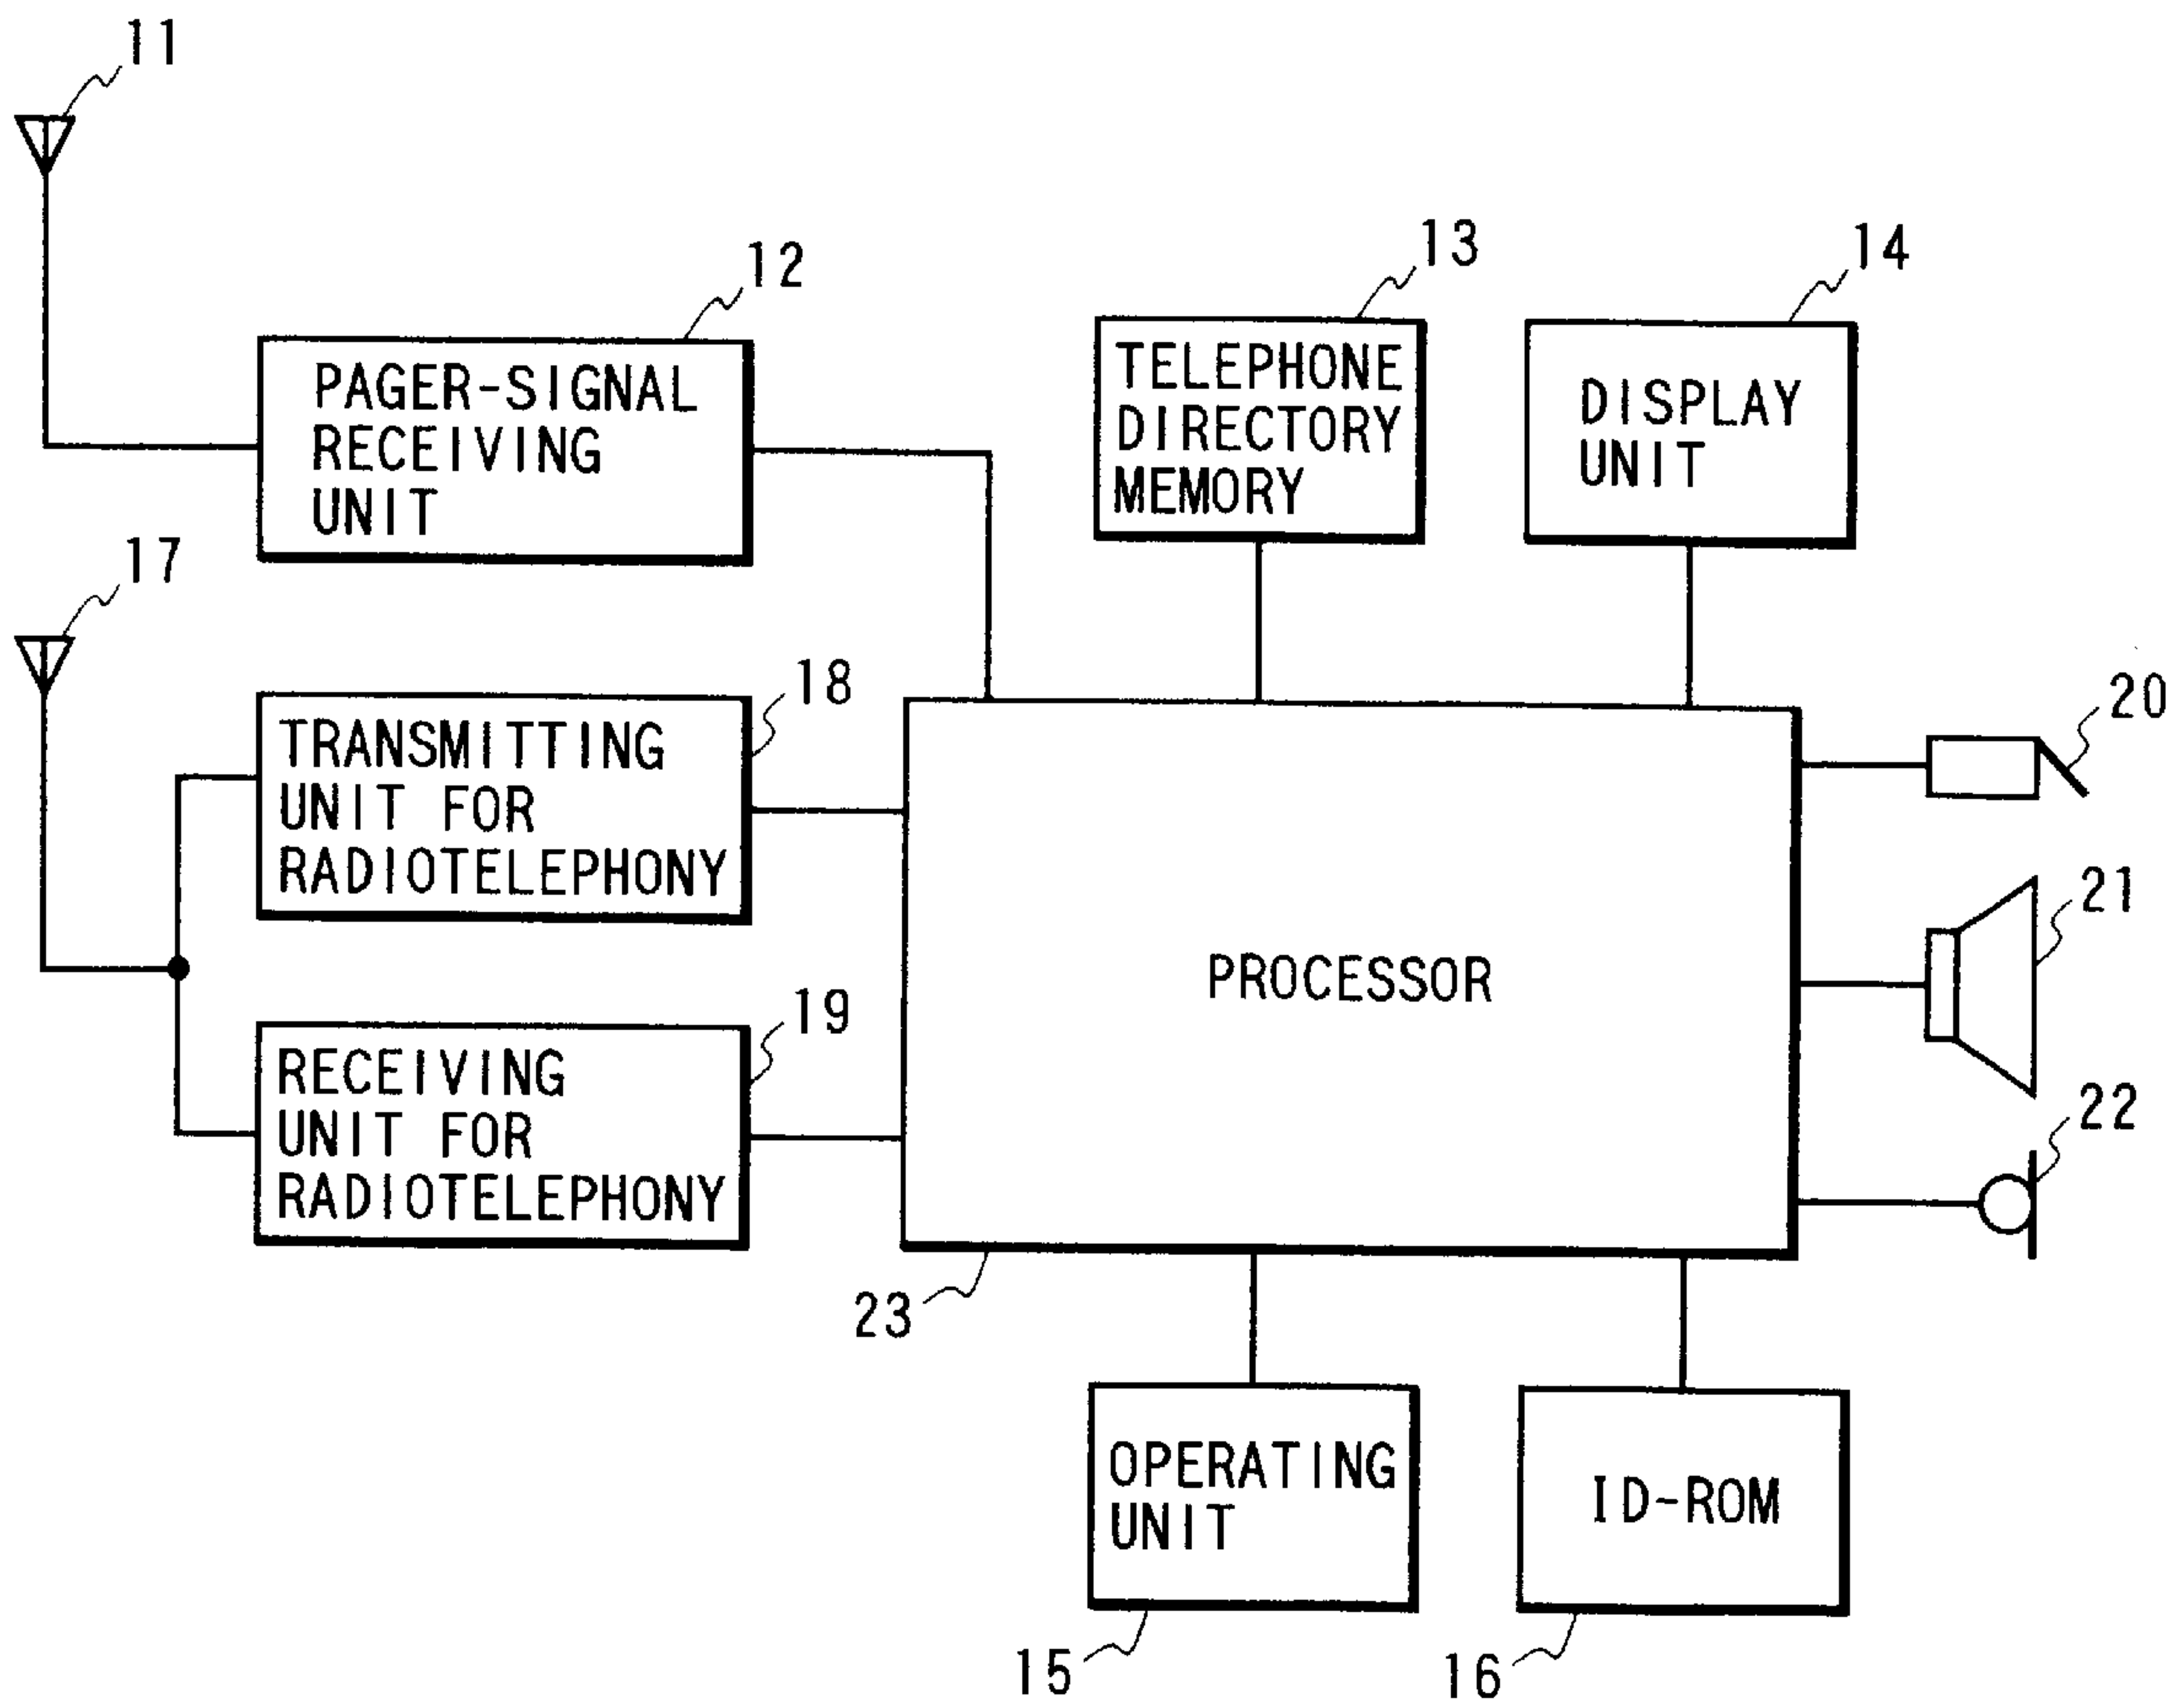 11
12
PAGER-SIGNAL
RECEIVING
UNIT
13
TELEPHONE
DIRECTORY
MEMORY
14
DISPLAY
UNIT
17
18
TRANSMITTING
UNIT FOR
RADIOTELEPHONY
19
RECEIVING
UNIT FOR
RADIOTELEPHONY
PROCESSOR
20
21
22
23
OPERATING
UNIT
15
ID-ROM
16